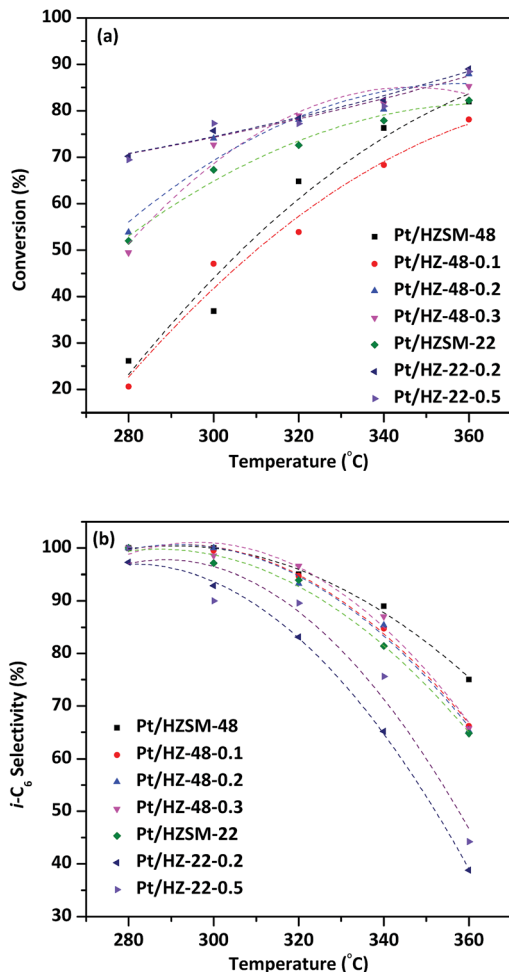 (a)
100
90
80
70
60
50
40
30
20
Conversion (%)
Pt/HZSM-48
Pt/HZ-48-0.1
Pt/HZ-48-0.2
Pt/HZ-48-0.3
Pt/HZSM-22
Pt/HZ-22-0.2
Pt/HZ-22-0.5
280 300 320 340 360
Temperature (°C)
(b)
100
90
80
70
60
50
40
30
i-C6 Selectivity (%)
Pt/HZSM-48
Pt/HZ-48-0.1
Pt/HZ-48-0.2
Pt/HZ-48-0.3
Pt/HZSM-22
Pt/HZ-22-0.2
Pt/HZ-22-0.5
280 300 320 340 360
Temperature (°C)